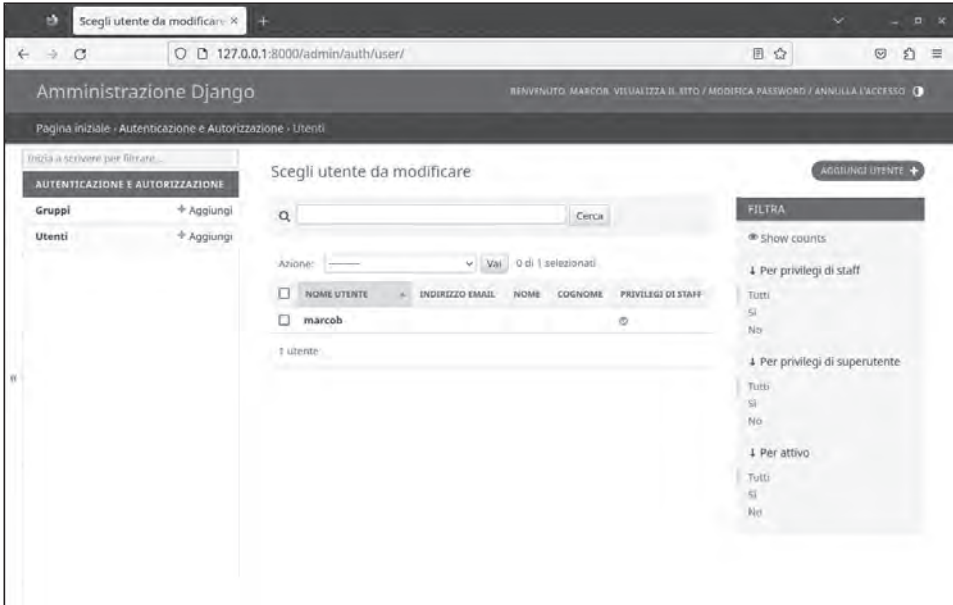 Scegli utente da modificare
127.0.0.1:8000/admin/auth/user/
Amministrazione Django
BENVENUTO, MARCOB. VISUALIZZA IL SITO / MODIFICA PASSWORD / ANNULLA L'ACCESSO
Pagina iniziale › Autenticazione e Autorizzazione › Utenti
Inizia a scrivere per filtrare...
AUTENTICAZIONE E AUTORIZZAZIONE
Gruppi + Aggiungi
Utenti + Aggiungi
Scegli utente da modificare
AGGIUNGI UTENTE +
Cerca
Azione: --------- Vai 0 di 1 selezionati
NOME UTENTE INDIRIZZO EMAIL NOME COGNOME PRIVILEGI DI STAFF
marcob
1 utente
FILTRA
Show counts
↓ Per privilegi di staff
Tutti
Sì
No
↓ Per privilegi di superutente
Tutti
Sì
No
↓ Per attivo
Tutti
Sì
No